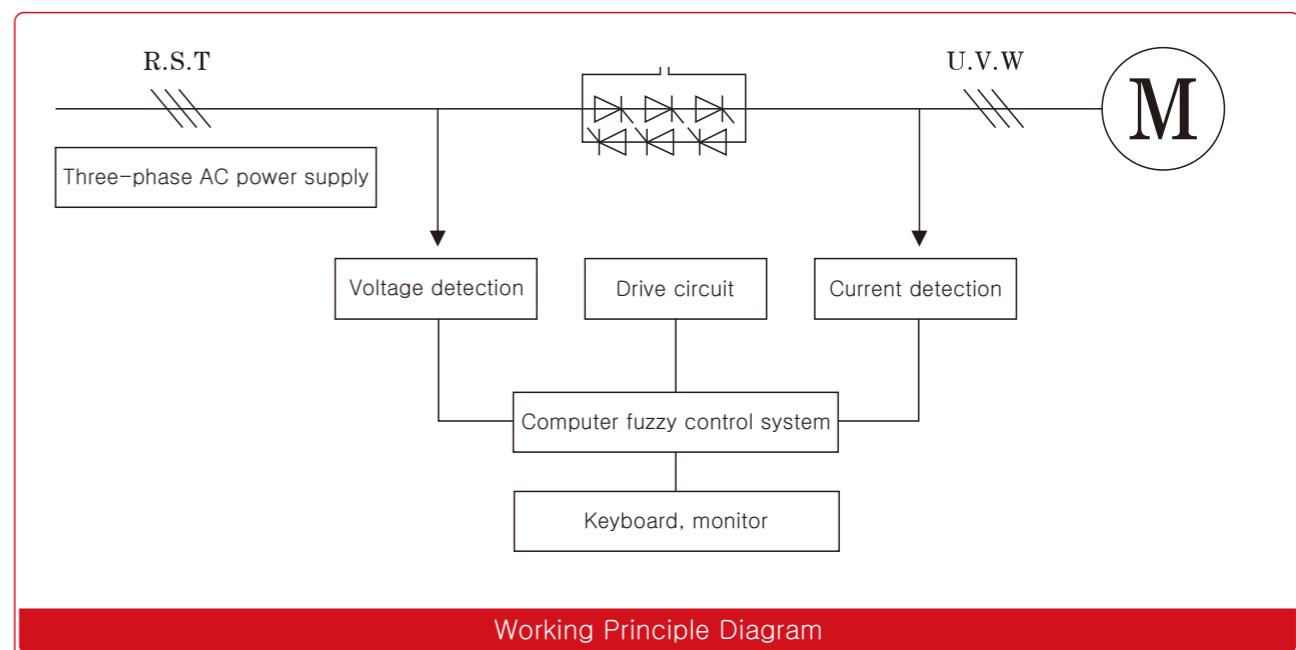 R.S.T
U.V.W
M
Three-phase AC power supply
Voltage detection
Drive circuit
Current detection
Computer fuzzy control system
Keyboard, monitor
Working Principle Diagram